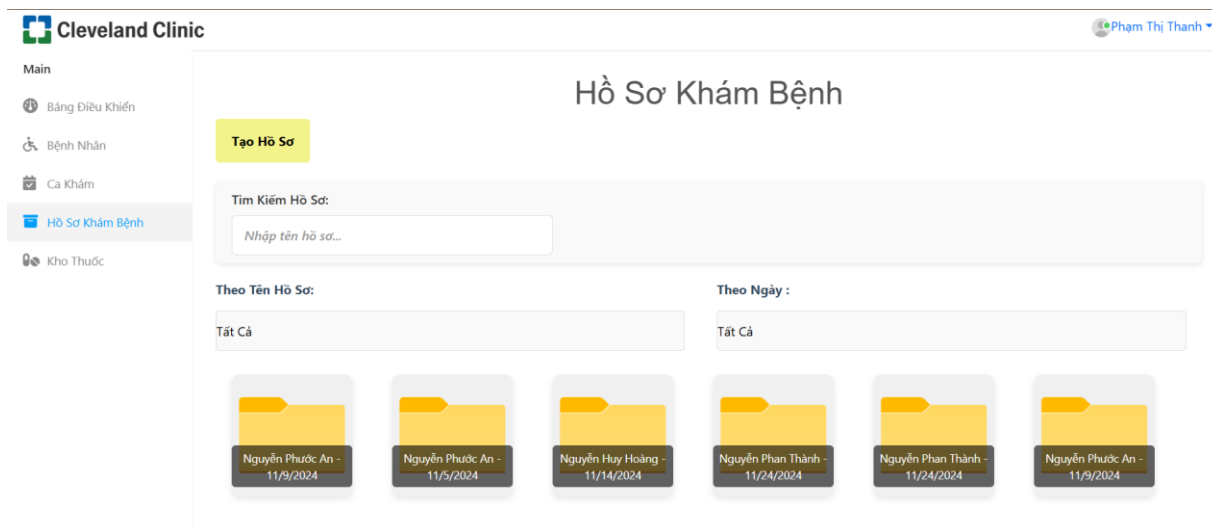 Cleveland Clinic
Phạm Thị Thanh
Main
Bảng Điều Khiển
Bệnh Nhân
Ca Khám
Hồ Sơ Khám Bệnh
Kho Thuốc
Hồ Sơ Khám Bệnh
Tạo Hồ Sơ
Tìm Kiếm Hồ Sơ:
Nhập tên hồ sơ...
Theo Tên Hồ Sơ:
Theo Ngày :
Tất Cả
Tất Cả
Nguyễn Phước An -
11/9/2024
Nguyễn Phước An -
11/5/2024
Nguyễn Huy Hoàng -
11/14/2024
Nguyễn Phan Thành -
11/24/2024
Nguyễn Phan Thành -
11/24/2024
Nguyễn Phước An -
11/9/2024